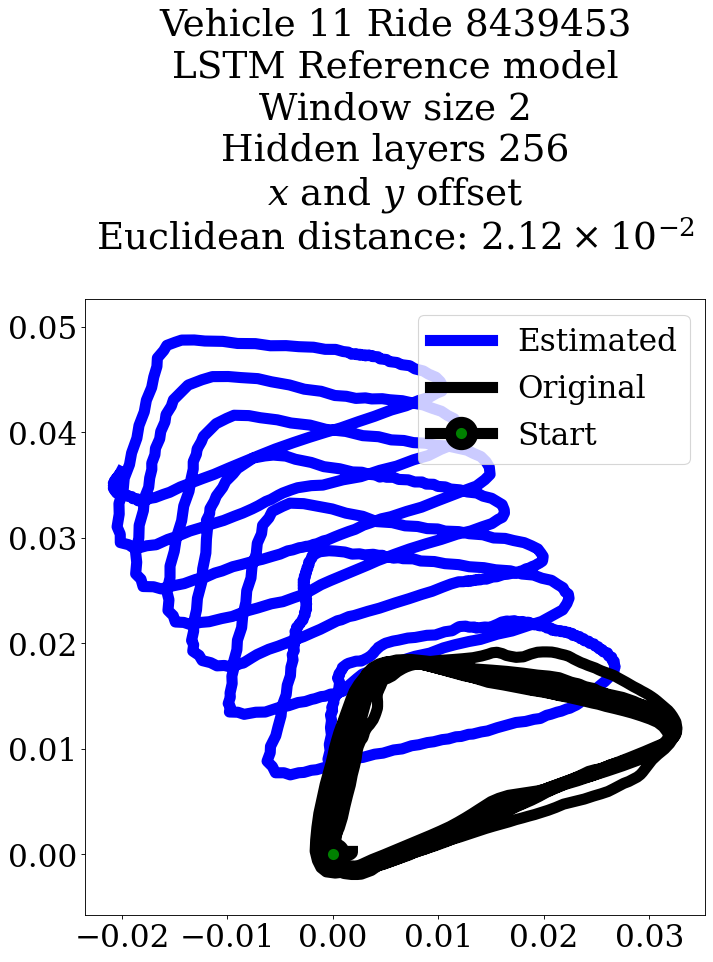 Vehicle 11 Ride 8439453
LSTM Reference model
Window size 2
Hidden layers 256
x and y offset
Euclidean distance: 2.12 × 10⁻²
Estimated
Original
Start
0.05
0.04
0.03
0.02
0.01
0.00
−0.02 −0.01 0.00 0.01 0.02 0.03